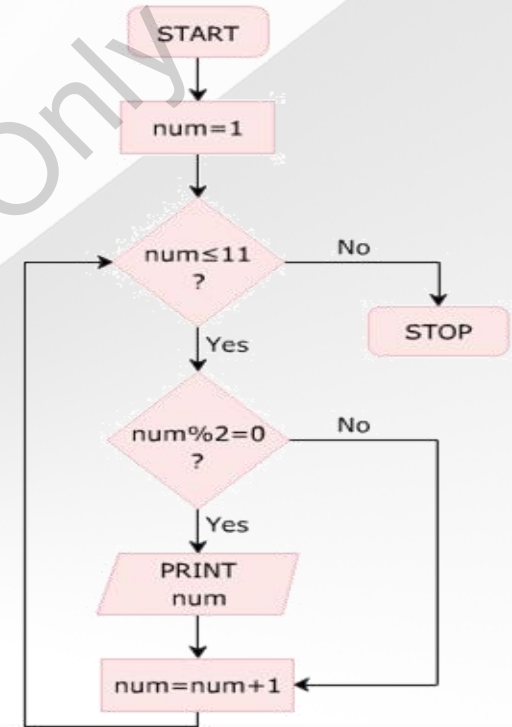 Only
START
num=1
num≤11
?
No
STOP
Yes
num%2=0
?
No
Yes
PRINT
num
num=num+1